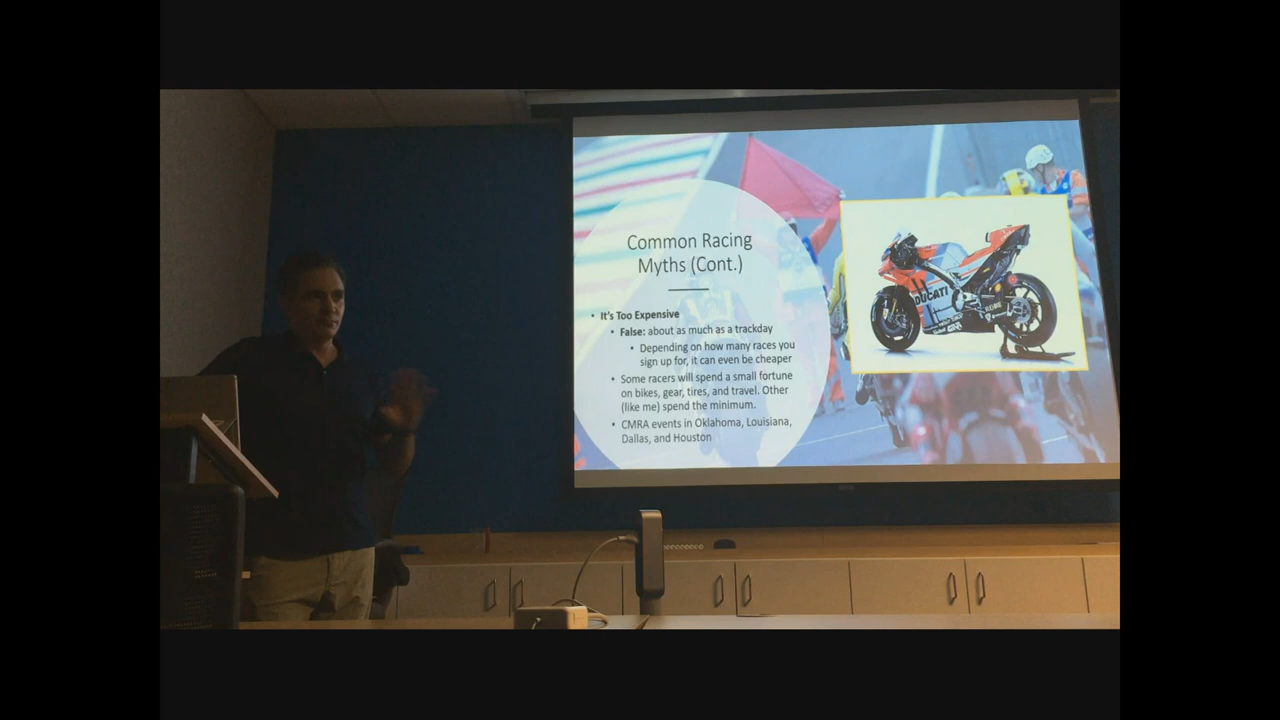 Common Racing
Myths (Cont.)
• It's Too Expensive
• False: about as much as a trackday
• Depending on how many races you
sign up for, it can even be cheaper
• Some racers will spend a small fortune
on bikes, gear, tires, and travel. Other
(like me) spend the minimum.
• CMRA events in Oklahoma, Louisiana,
Dallas, and Houston
DUCATI